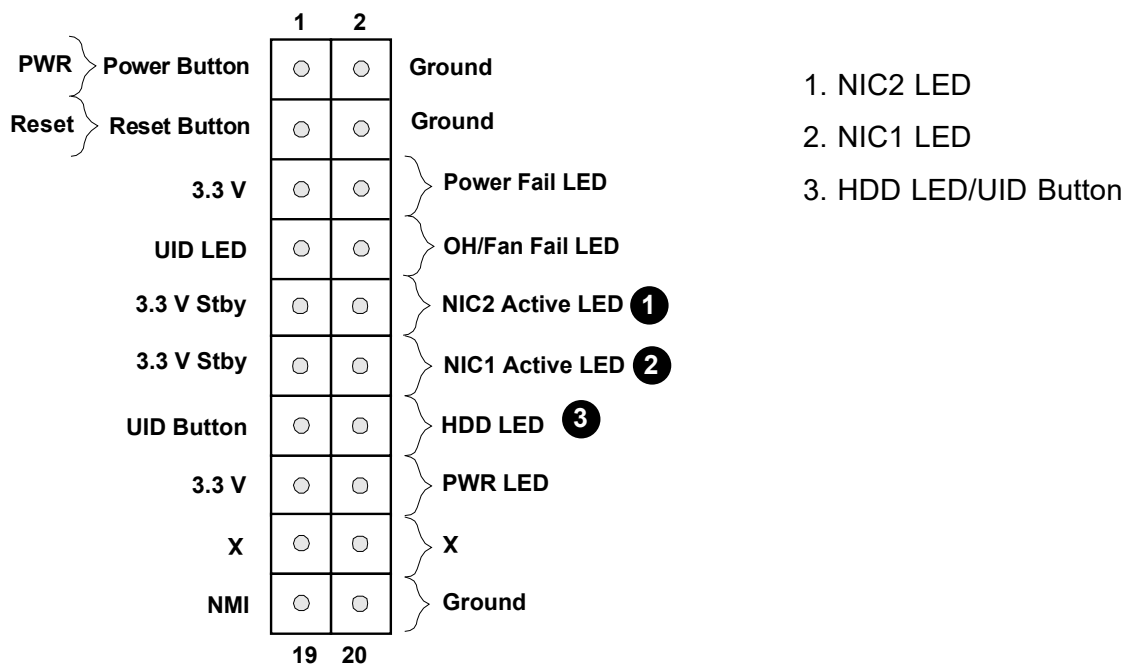 1 2
PWR Power Button Ground
Reset Reset Button Ground
3.3 V Power Fail LED
UID LED OH/Fan Fail LED
3.3 V Stby NIC2 Active LED 1
3.3 V Stby NIC1 Active LED 2
UID Button HDD LED 3
3.3 V PWR LED
X X
NMI Ground
19 20
1. NIC2 LED
2. NIC1 LED
3. HDD LED/UID Button